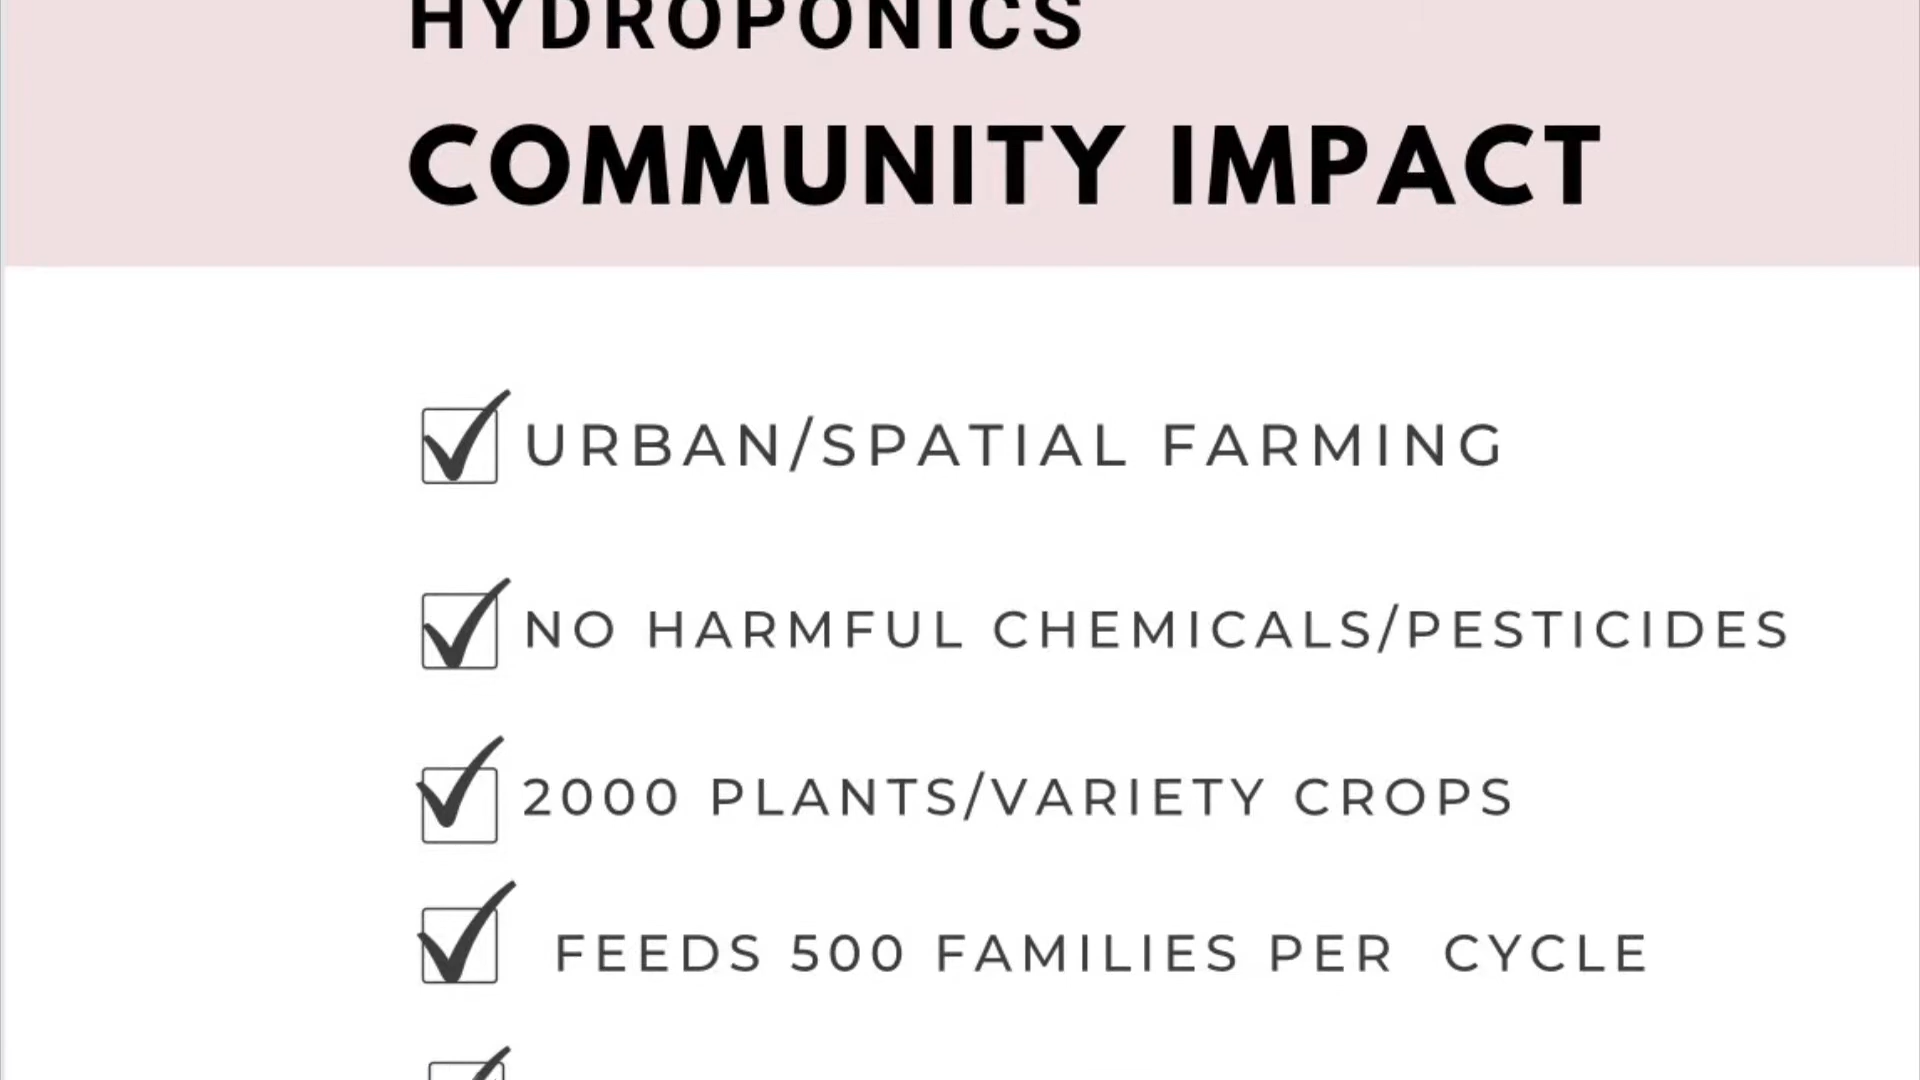 HYDROPONICS
COMMUNITY IMPACT
URBAN/SPATIAL FARMING
NO HARMFUL CHEMICALS/PESTICIDES
2000 PLANTS/VARIETY CROPS
FEEDS 500 FAMILIES PER  CYCLE